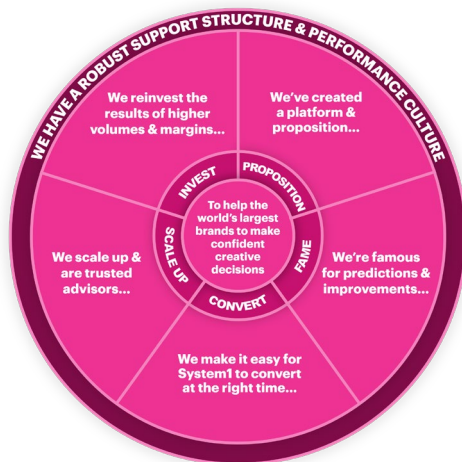 WE HAVE A ROBUST SUPPORT STRUCTURE & PERFORMANCE CULTURE
We reinvest the
results of higher
volumes & margins...
We've created
a platform &
proposition...
INVEST
PROPOSITION
To help the
world's largest
brands to make
confident
creative
decisions
SCALE UP
FAME
CONVERT
We scale up &
are trusted
advisors...
We're famous
for predictions &
improvements...
We make it easy for
System1 to convert
at the right time...